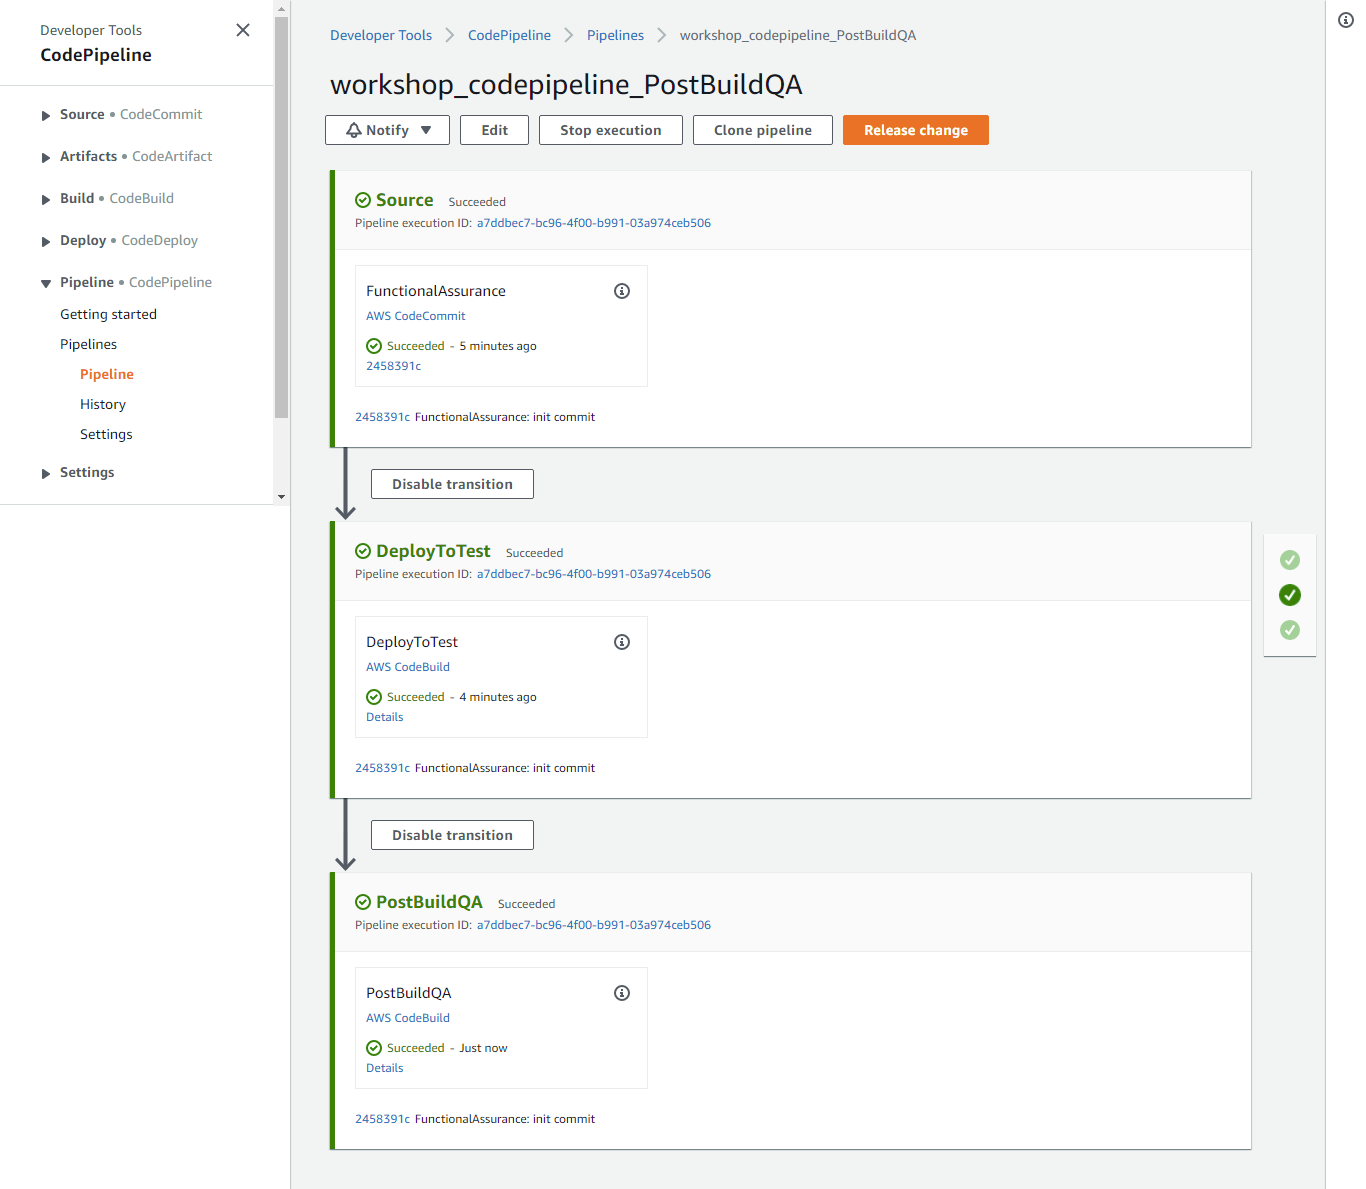 Developer Tools
CodePipeline
Source • CodeCommit
Artifacts • CodeArtifact
Build • CodeBuild
Deploy • CodeDeploy
Pipeline • CodePipeline
Getting started
Pipelines
Pipeline
History
Settings
Settings
Developer Tools CodePipeline Pipelines workshop_codepipeline_PostBuildQA
workshop_codepipeline_PostBuildQA
Notify Edit Stop execution Clone pipeline Release change
Source Succeeded
Pipeline execution ID: a7ddbec7-bc96-4f00-b991-03a974ceb506
FunctionalAssurance
AWS CodeCommit
Succeeded - 5 minutes ago
2458391c
2458391c FunctionalAssurance: init commit
Disable transition
DeployToTest Succeeded
Pipeline execution ID: a7ddbec7-bc96-4f00-b991-03a974ceb506
DeployToTest
AWS CodeBuild
Succeeded - 4 minutes ago
Details
2458391c FunctionalAssurance: init commit
Disable transition
PostBuildQA Succeeded
Pipeline execution ID: a7ddbec7-bc96-4f00-b991-03a974ceb506
PostBuildQA
AWS CodeBuild
Succeeded - Just now
Details
2458391c FunctionalAssurance: init commit